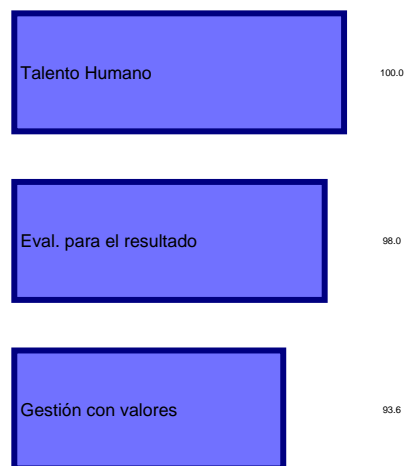 Talento Humano 100.0
Eval. para el resultado 98.0
Gestión con valores 93.6